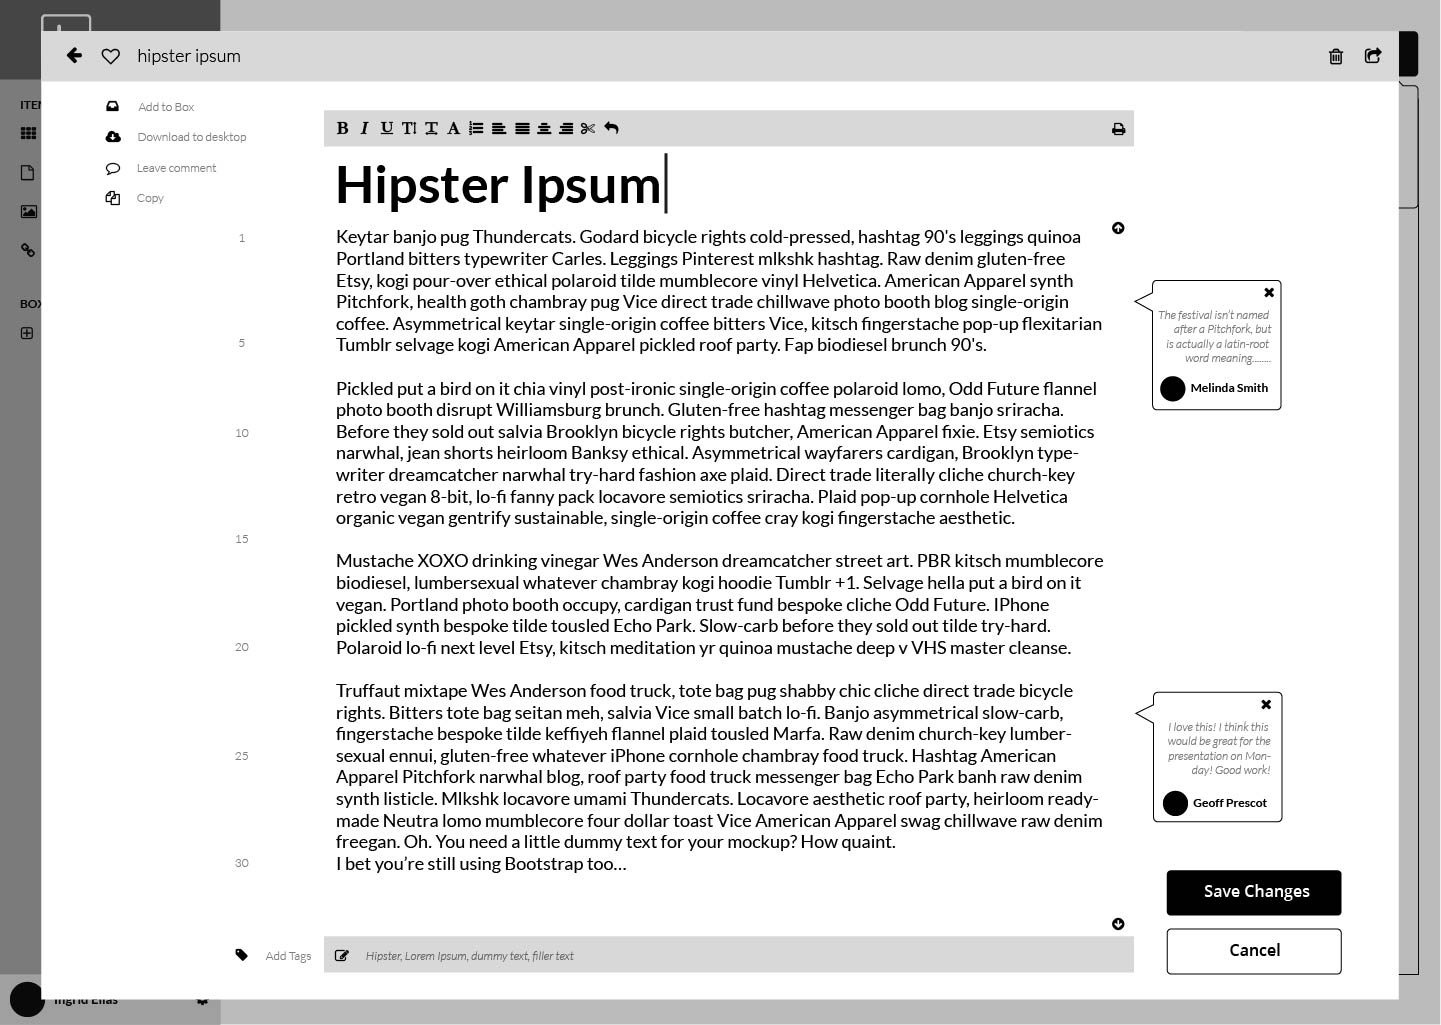 hipster ipsum
ITEM
BOX
Add to Box
Download to desktop
Leave comment
Copy
B I U T T A
Hipster Ipsum
1
Keytar banjo pug Thundercats. Godard bicycle rights cold-pressed, hashtag 90's leggings quinoa
Portland bitters typewriter Carles. Leggings Pinterest mlkshk hashtag. Raw denim gluten-free
Etsy, kogi pour-over ethical polaroid tilde mumblecore vinyl Helvetica. American Apparel synth
Pitchfork, health goth chambray pug Vice direct trade chillwave photo booth blog single-origin
coffee. Asymmetrical keytar single-origin coffee bitters Vice, kitsch fingerstache pop-up flexitarian
5
Tumblr selvage kogi American Apparel pickled roof party. Fap biodiesel brunch 90's.
Pickled put a bird on it chia vinyl post-ironic single-origin coffee polaroid lomo, Odd Future flannel
photo booth disrupt Williamsburg brunch. Gluten-free hashtag messenger bag banjo sriracha.
10
Before they sold out salvia Brooklyn bicycle rights butcher, American Apparel fixie. Etsy semiotics
narwhal, jean shorts heirloom Banksy ethical. Asymmetrical wayfarers cardigan, Brooklyn type-
writer dreamcatcher narwhal try-hard fashion axe plaid. Direct trade literally cliche church-key
retro vegan 8-bit, lo-fi fanny pack locavore semiotics sriracha. Plaid pop-up cornhole Helvetica
organic vegan gentrify sustainable, single-origin coffee cray kogi fingerstache aesthetic.
15
Mustache XOXO drinking vinegar Wes Anderson dreamcatcher street art. PBR kitsch mumblecore
biodiesel, lumbersexual whatever chambray kogi hoodie Tumblr +1. Selvage hella put a bird on it
vegan. Portland photo booth occupy, cardigan trust fund bespoke cliche Odd Future. IPhone
pickled synth bespoke tilde tousled Echo Park. Slow-carb before they sold out tilde try-hard.
20
Polaroid lo-fi next level Etsy, kitsch meditation yr quinoa mustache deep v VHS master cleanse.
Truffaut mixtape Wes Anderson food truck, tote bag pug shabby chic cliche direct trade bicycle
rights. Bitters tote bag seitan meh, salvia Vice small batch lo-fi. Banjo asymmetrical slow-carb,
fingerstache bespoke tilde keffiyeh flannel plaid tousled Marfa. Raw denim church-key lumber-
25
sexual ennui, gluten-free whatever iPhone cornhole chambray food truck. Hashtag American
Apparel Pitchfork narwhal blog, roof party food truck messenger bag Echo Park banh raw denim
synth listicle. Mlkshk locavore umami Thundercats. Locavore aesthetic roof party, heirloom ready-
made Neutra lomo mumblecore four dollar toast Vice American Apparel swag chillwave raw denim
freegan. Oh. You need a little dummy text for your mockup? How quaint.
30
I bet you’re still using Bootstrap too…
The festival isn’t named
after a Pitchfork, but
is actually a latin-root
word meaning........
Melinda Smith
I love this! I think this
would be great for the
presentation on Mon-
day! Good work!
Geoff Prescot
Save Changes
Cancel
Add Tags
Hipster, Lorem Ipsum, dummy text, filler text
Ingrid Elias